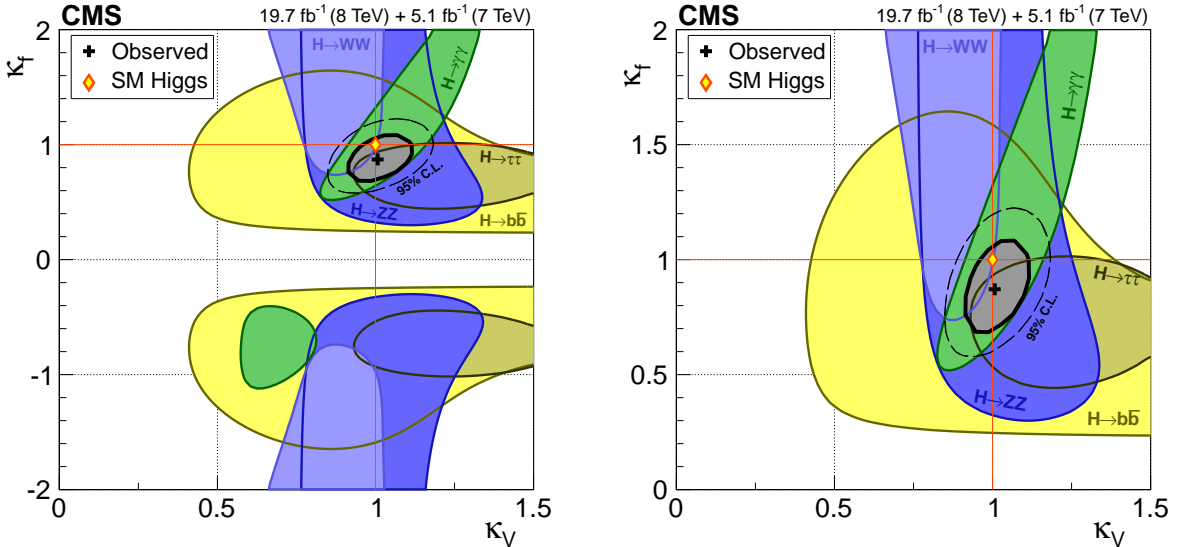 CMS 19.7 fb⁻¹ (8 TeV) + 5.1 fb⁻¹ (7 TeV)
κf
2
1
0
-1
-2
Observed
SM Higgs
H→WW
H→γγ
H→ττ
95% C.L.
H→ZZ
H→bb̅
0 0.5 1 1.5
κV
CMS 19.7 fb⁻¹ (8 TeV) + 5.1 fb⁻¹ (7 TeV)
κf
2
1.5
1
0.5
0
Observed
SM Higgs
H→WW
H→γγ
H→ττ
95% C.L.
H→ZZ
H→bb̅
0 0.5 1 1.5
κV